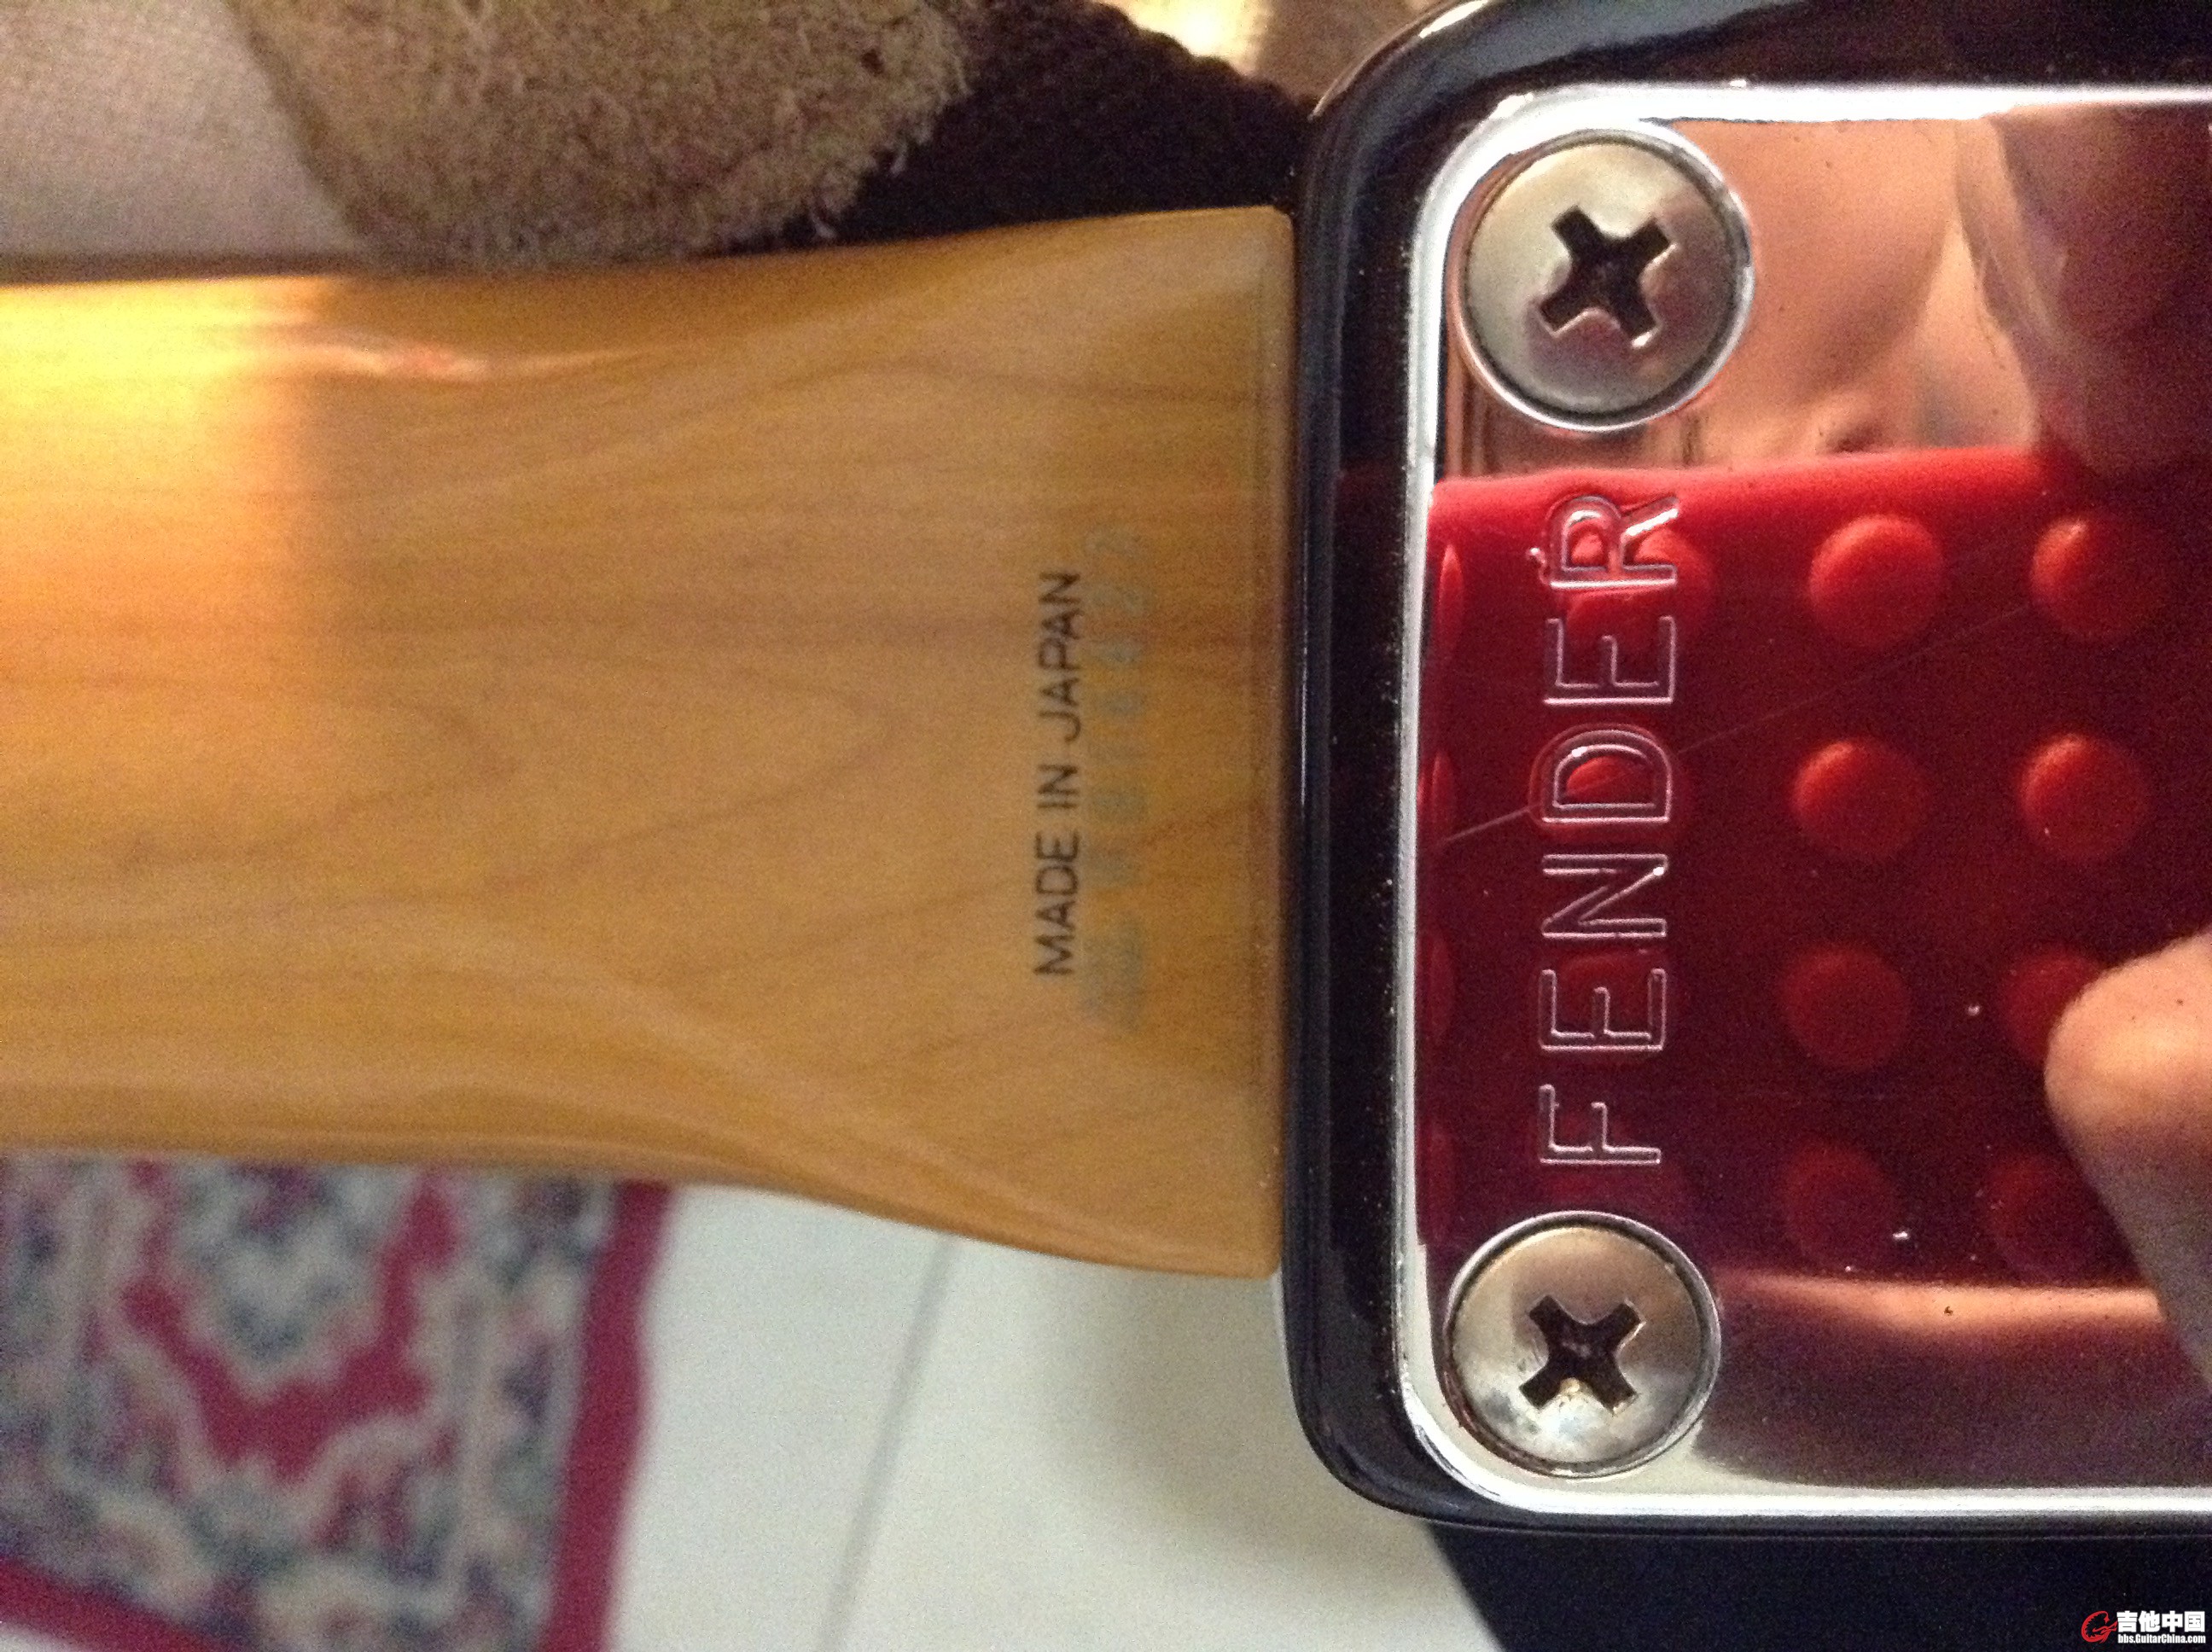 MADE IN JAPAN
FENDER
吉他中国
bbs.GuitarChina.com